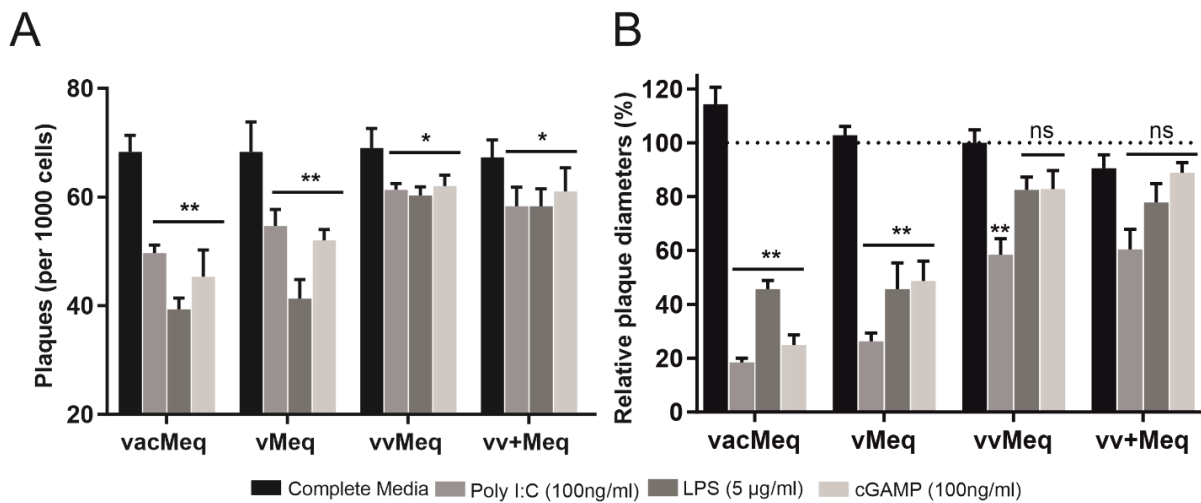 A
Plaques (per 1000 cells)
120
100
80
60
40
20
**
**
*
*
vacMeq
vMeq
vvMeq
vv+Meq
B
Relative plaque diameters (%)
120
100
80
60
40
20
0
**
**
**
ns
ns
vacMeq
vMeq
vvMeq
vv+Meq
Complete Media
Poly I:C (100ng/ml)
LPS (5 μg/ml)
cGAMP (100ng/ml)